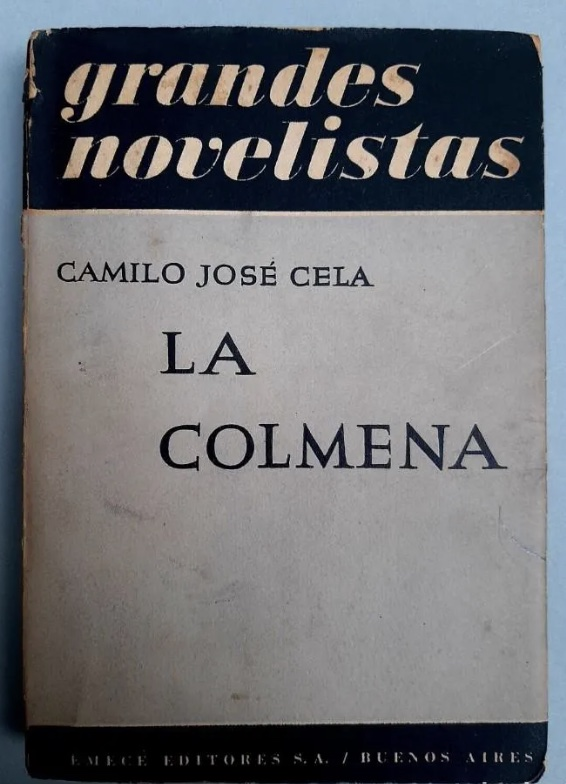 grandes
novelistas
CAMILO JOSÉ CELA
LA
COLMENA
EMECÉ EDITORES S.A. / BUENOS AIRES